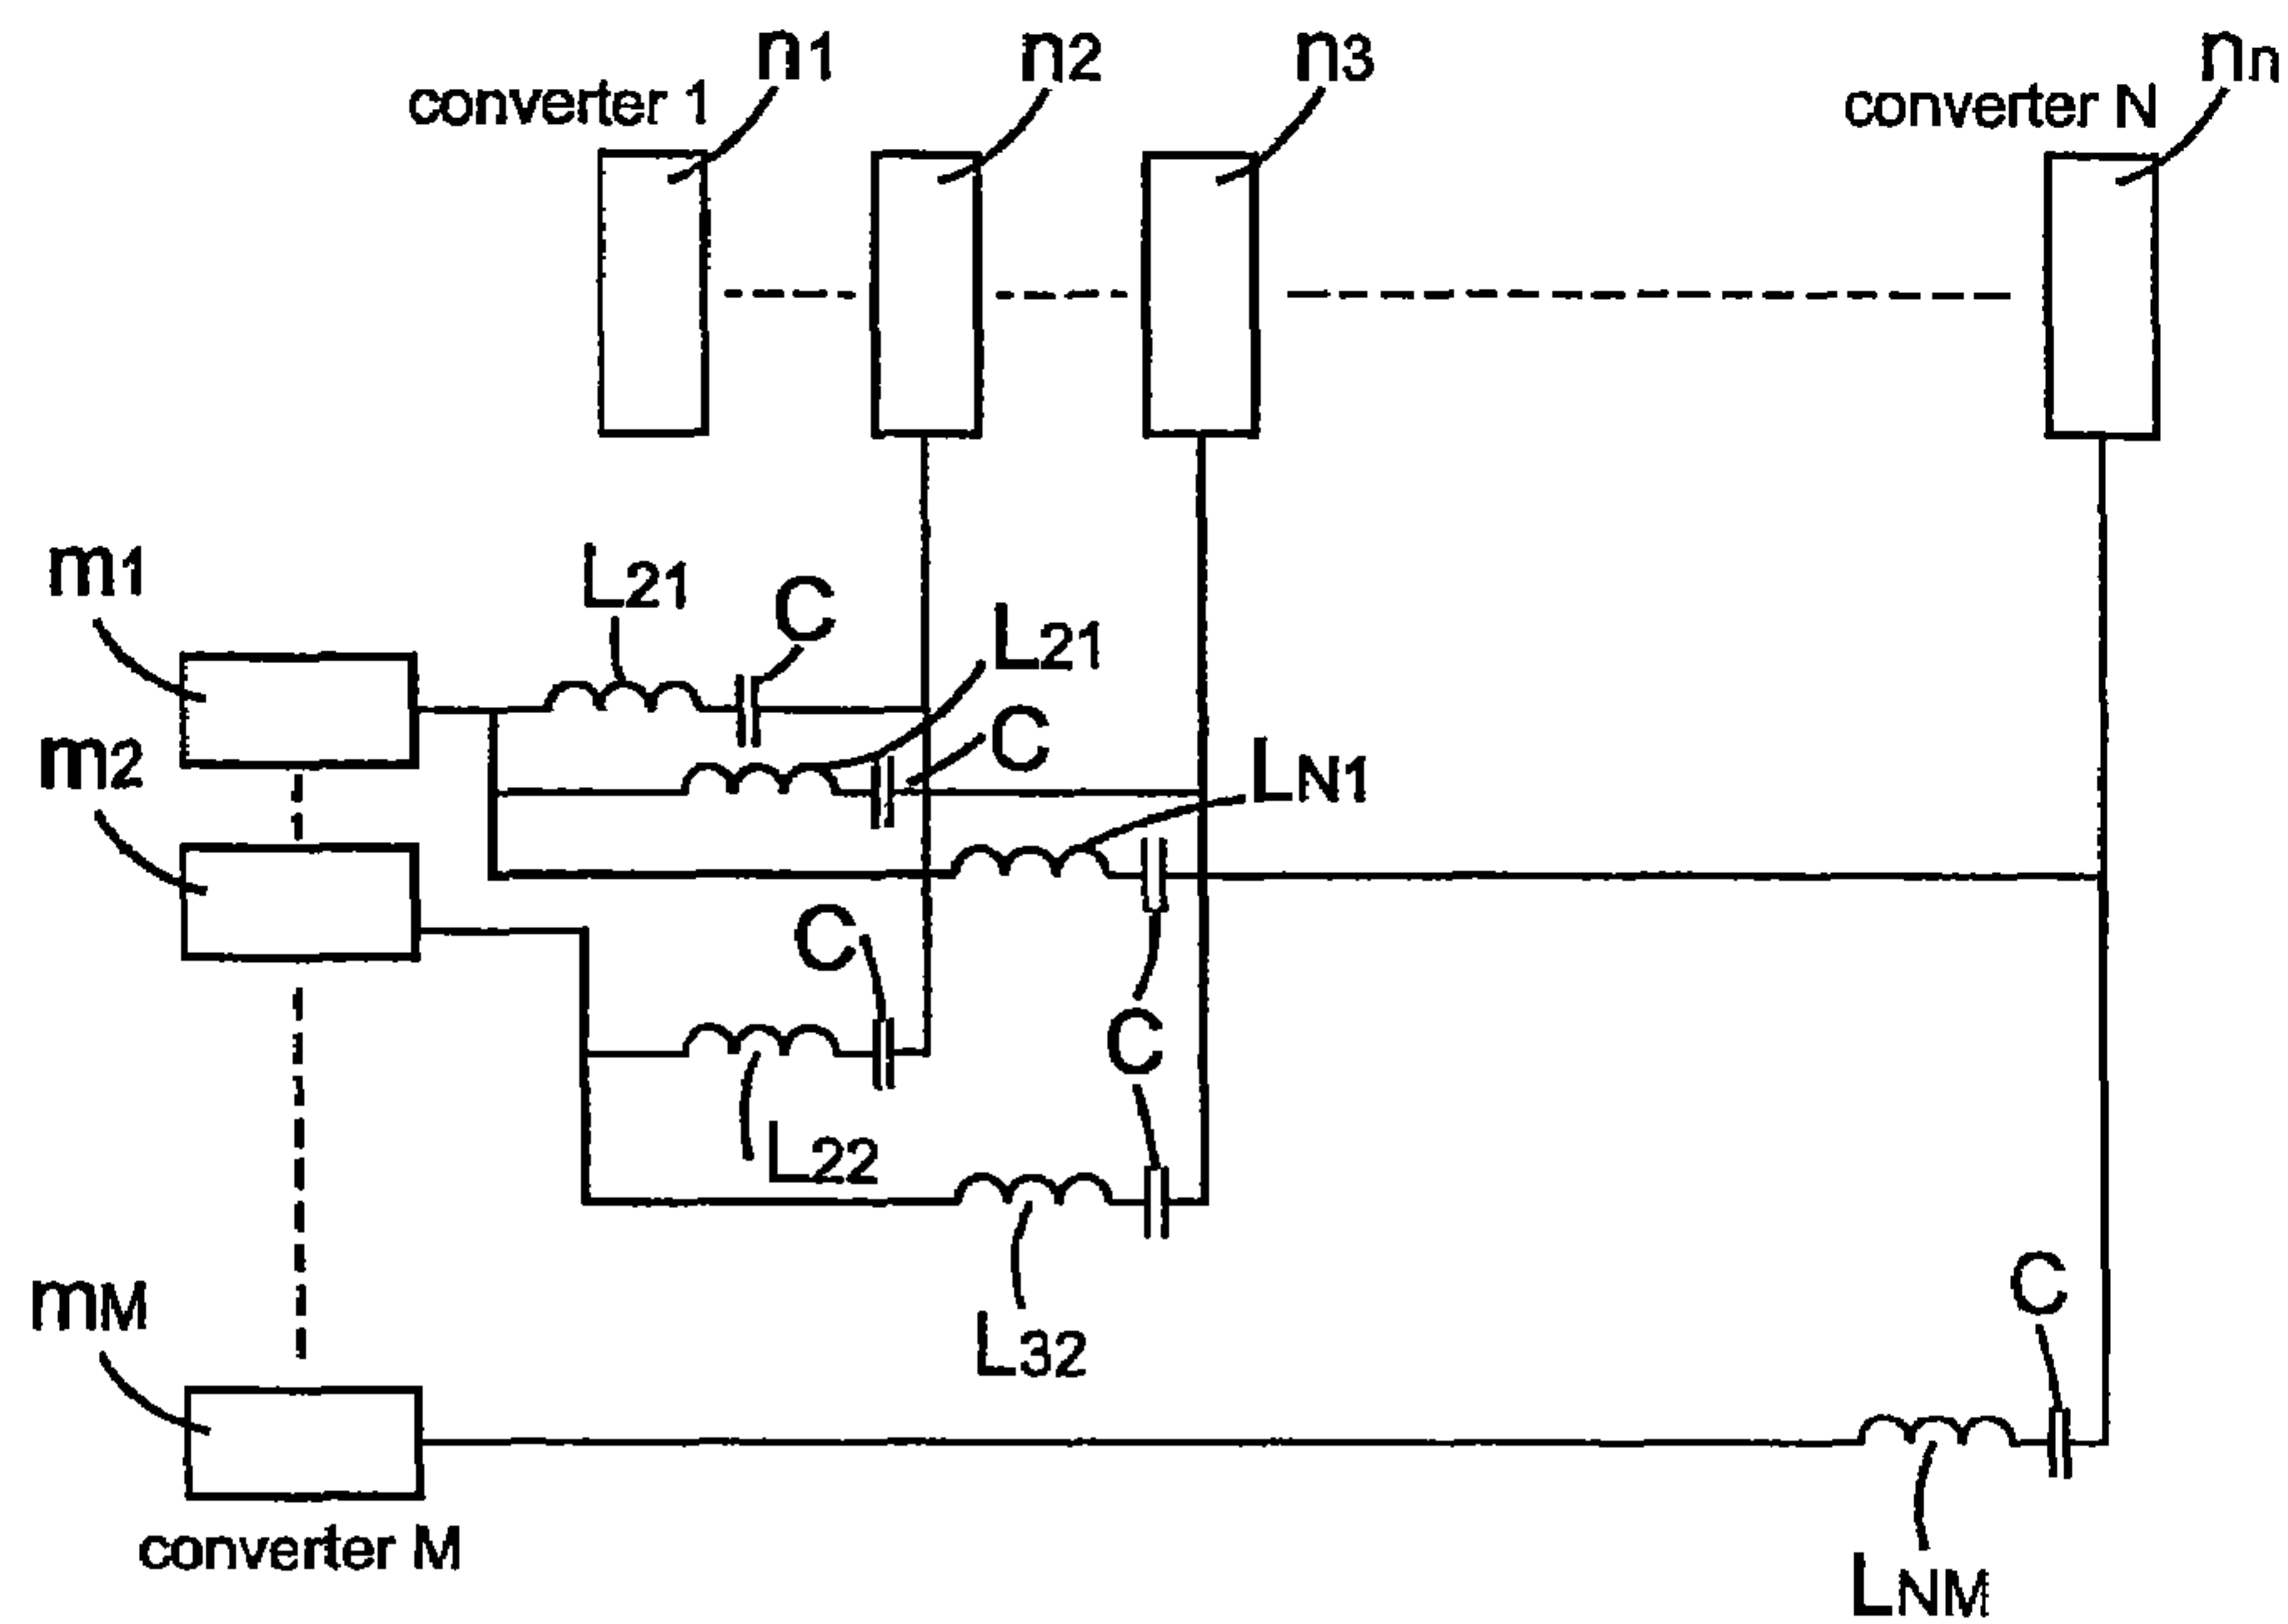 converter 1
n1
n2
n3
converter N
nn
m1
L21
C
L21
C
m2
LN1
C
C
L22
L32
mM
C
converter M
LNM